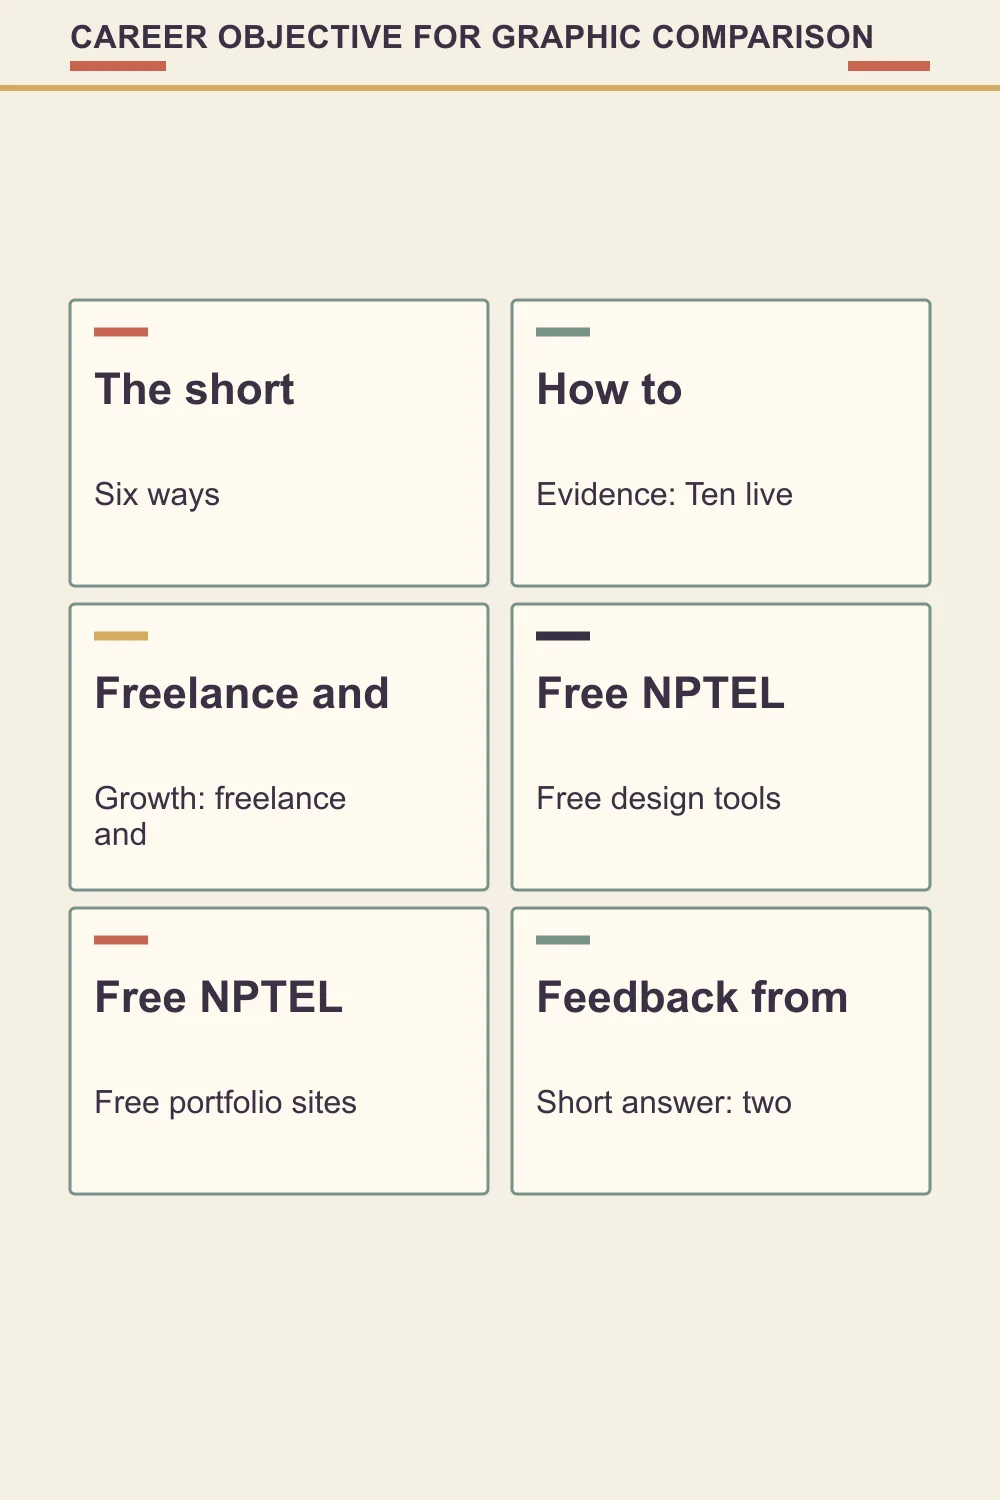 CAREER OBJECTIVE FOR GRAPHIC COMPARISON
The short
Six ways
How to
Evidence: Ten live
Freelance and
Growth: freelance
and
Free NPTEL
Free design tools
Free NPTEL
Free portfolio sites
Feedback from
Short answer: two